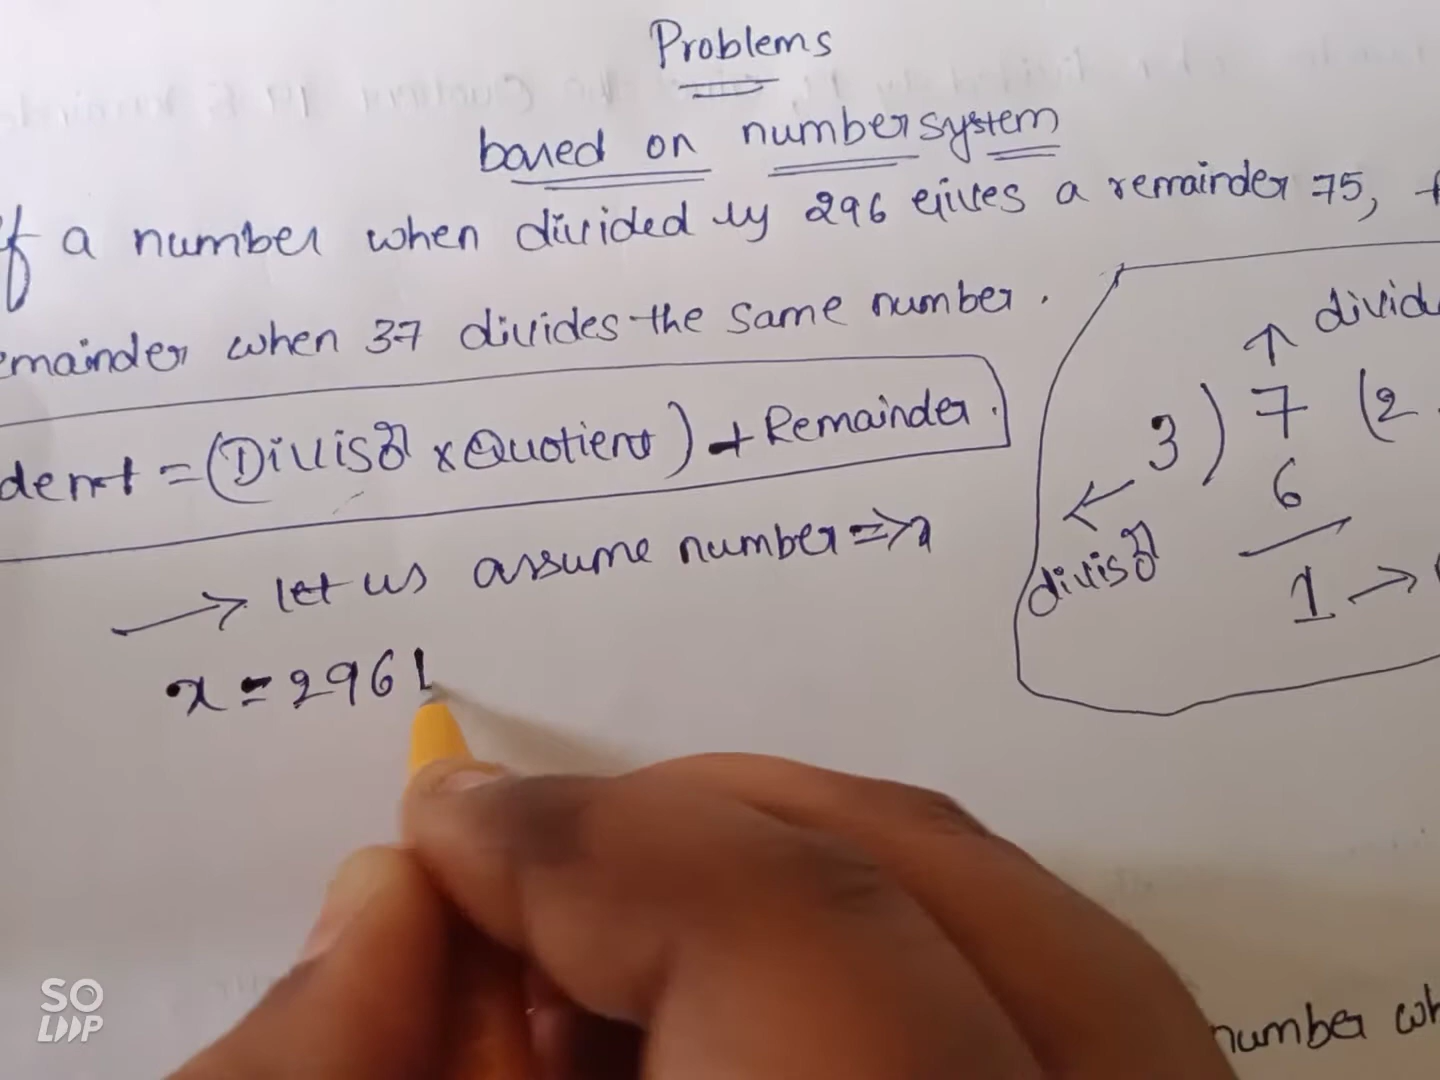 Problems
based on number system
If a number when divided by 296 gives a remainder 75,
remainder when 37 divides the same number.
dent = (Divisor x Quotient) + Remainder.
→ let us assume number ⇒ x
x = 296
↑ divid
3 ) 7 ( 2
6
1 →
← divisor
number wh
SO
LOOP